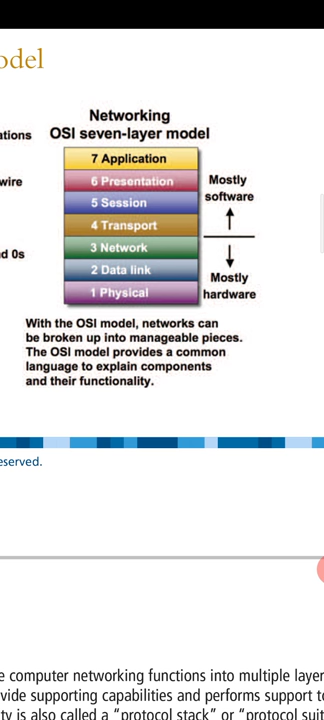 odel
Networking
OSI seven-layer model
ations
wire
d 0s
7 Application
6 Presentation
5 Session
4 Transport
3 Network
2 Data link
1 Physical
Mostly
software
Mostly
hardware
With the OSI model, networks can
be broken up into manageable pieces.
The OSI model provides a common
language to explain components
and their functionality.
eserved.
e computer networking functions into multiple layer
vide supporting capabilities and performs support to
ty is also called a “protocol stack” or “protocol suit